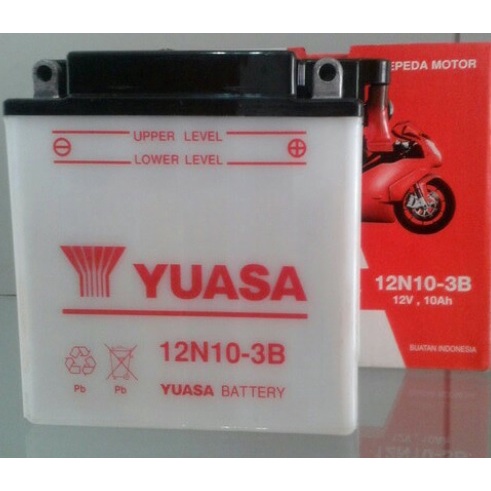 UPPER LEVEL
LOWER LEVEL
YUASA
12N10-3B
Pb Pb
YUASA BATTERY
EPEDA MOTOR
12N10-3B
12V , 10Ah
BUATAN INDONESIA